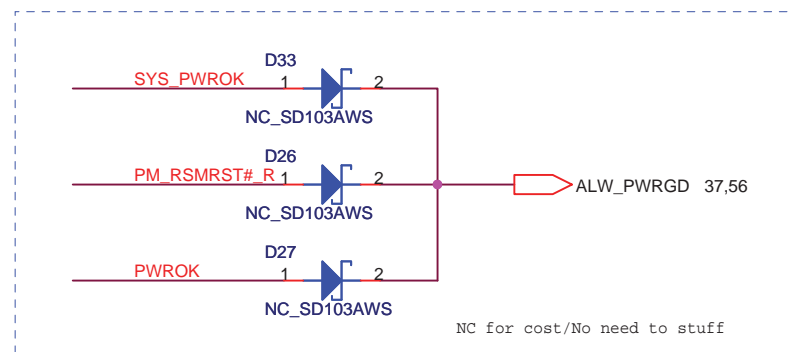 D33
SYS_PWROK 1 2
NC_SD103AWS
D26
PM_RSMRST#_R 1 2 ALW_PWRGD 37,56
NC_SD103AWS
D27
PWROK 1 2
NC_SD103AWS
NC for cost/No need to stuff